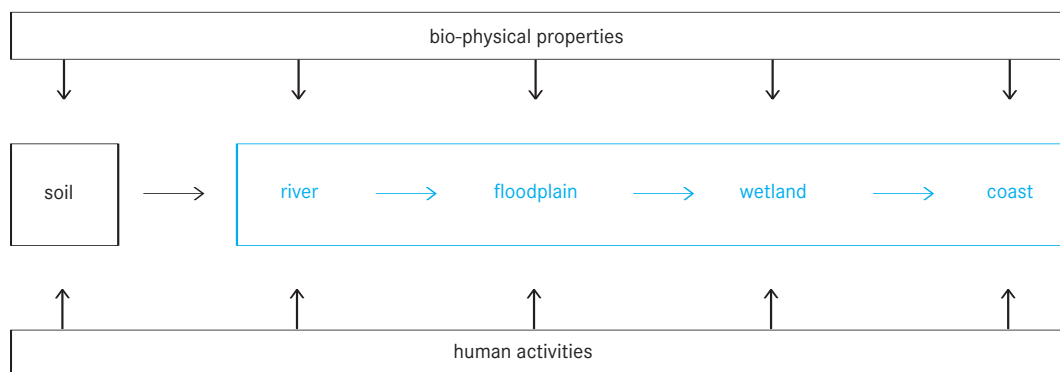 bio-physical properties
soil
river
floodplain
wetland
coast
human activities